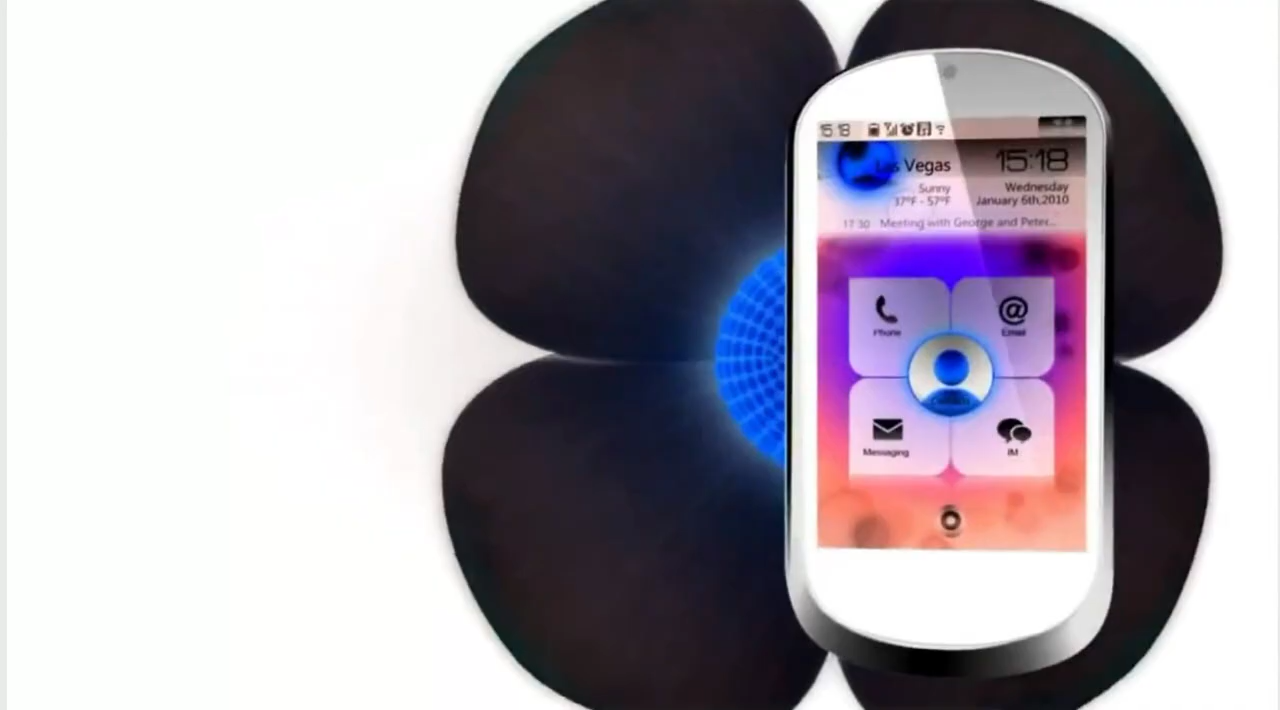 15 18
Las Vegas
15:18
Sunny
37°F - 57°F
Wednesday
January 6th,2010
17 30 Meeting with George and Peter...
Phone
@
Email
Messaging
IM